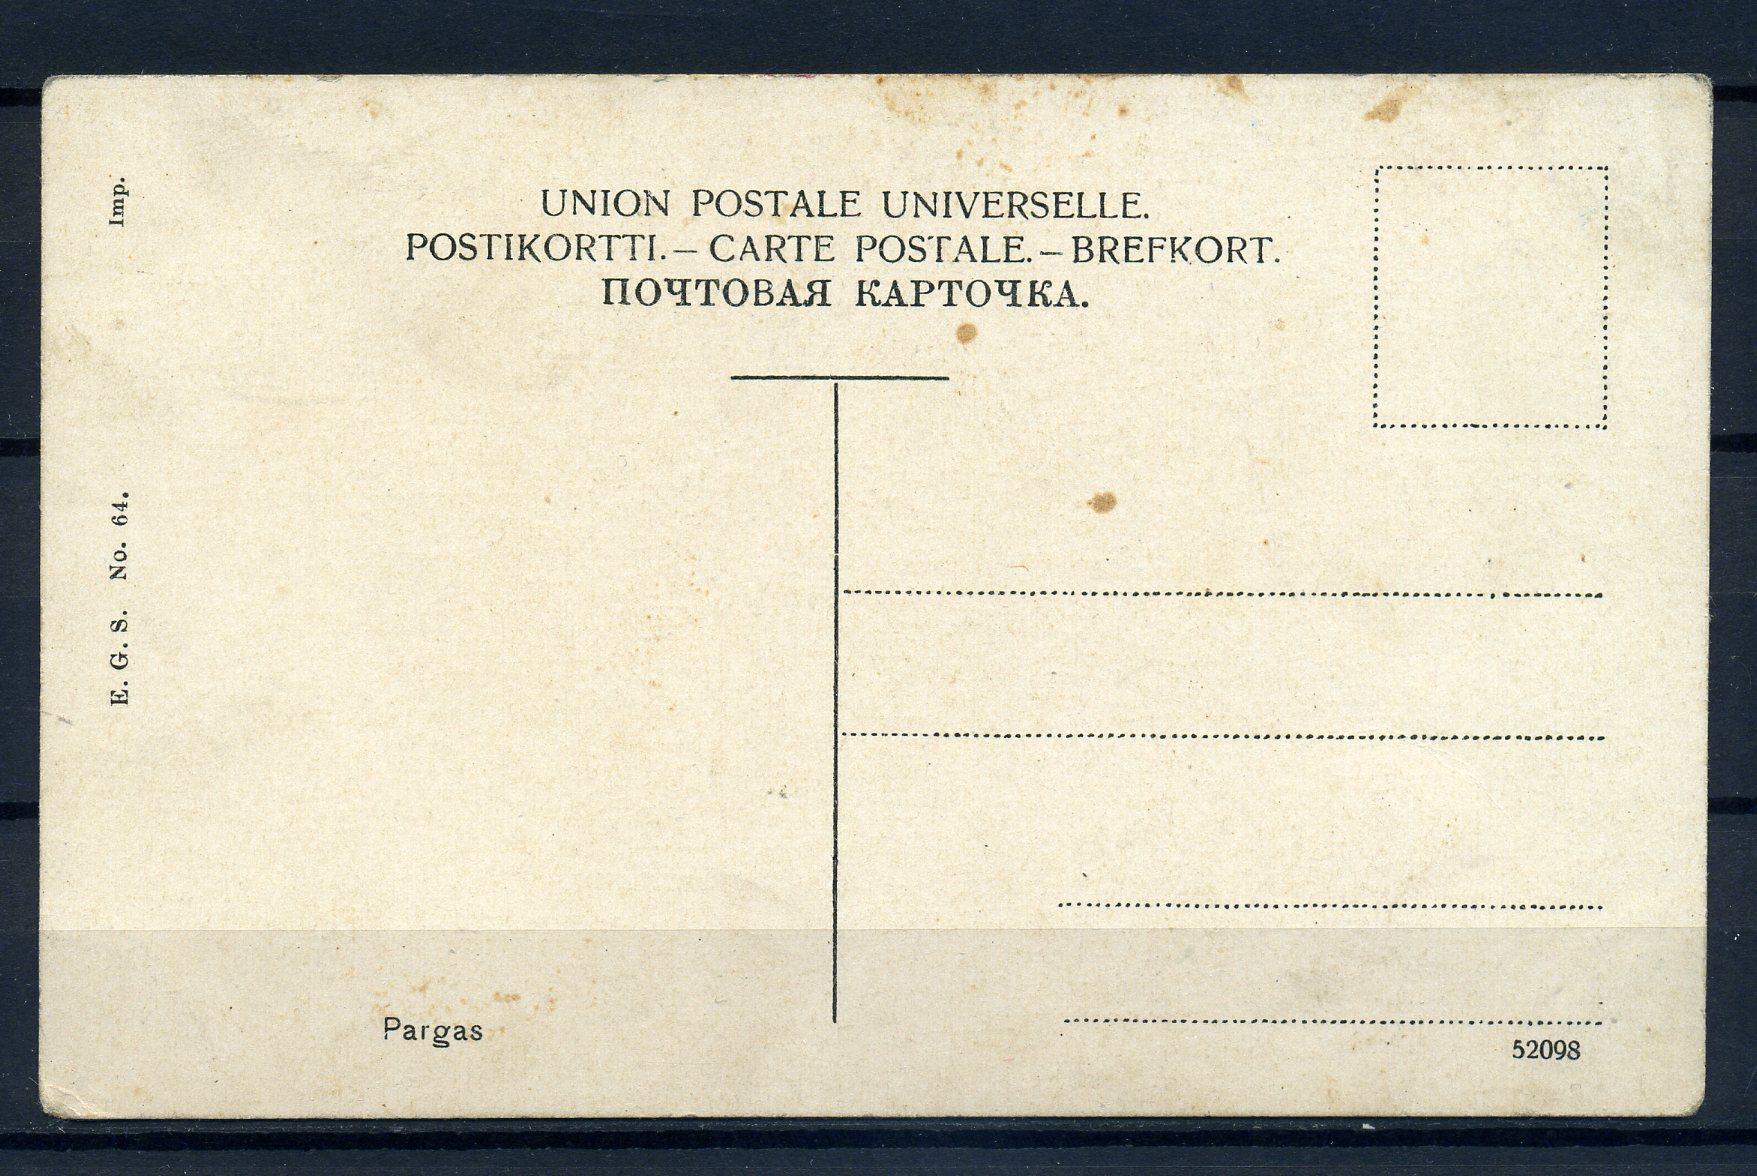 UNION POSTALE UNIVERSELLE.
POSTIKORTTI. — CARTE POSTALE. — BREFKORT.
ПОЧТОВАЯ КАРТОЧКА.
Imp.
E. G. S. No. 64.
Pargas
52098